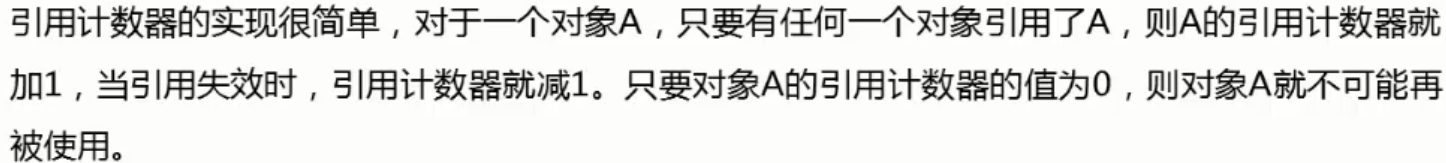 引用计数器的实现很简单，对于一个对象A，只要有任何一个对象引用了A，则A的引用计数器就
加1，当引用失效时，引用计数器就减1。只要对象A的引用计数器的值为0，则对象A就不可能再
被使用。